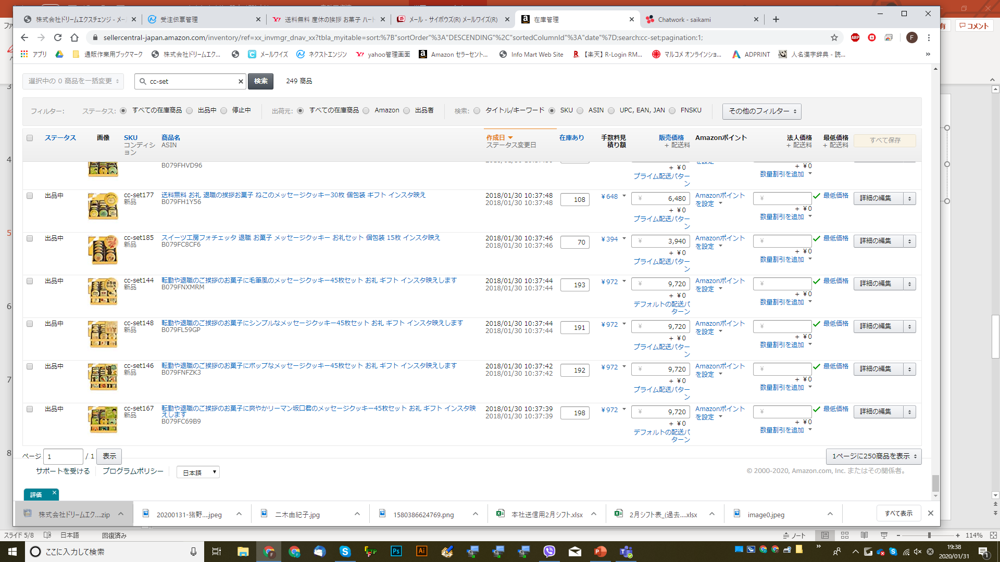 株式会社ドリームエクスチェンジ - メー
受注伝票管理
送料無料 産休の挨拶 お菓子 ハート
メール - サイボウズ(R) メールワイズ(R)
在庫管理
Chatwork - saikami
sellercentral-japan.amazon.com/inventory/ref=xx_invmgr_dnav_xx?tbla_myitable=sort:%7B"sortOrder"%3A"DESCENDING"%2C"sortedColumnId"%3A"date"%7D;search:cc-set;pagination:1;
アプリ
通販作業用ブックマーク
株式会社ドリームエク...
メールワイズ
ネクストエンジン
yahoo管理画面
Amazon セラーセント...
Info Mart Web Site
【楽天】R-Login RM...
マルコメ オンラインショ...
ADPRINT
人名漢字辞典 - 読...
コメント
選択中の 0 商品を一括変更
cc-set
検索
249 商品
フィルター:
ステータス: すべての在庫商品 出品中 停止中
出荷元: すべての在庫商品 Amazon 出品者
検索: タイトル/キーワード SKU ASIN UPC, EAN, JAN FNSKU
その他のフィルター
ステータス
画像
SKU
コンディション
商品名
ASIN
作成日
ステータス変更日
在庫あり
手数料見積り額
販売価格
+ 配送料
Amazonポイント
法人価格
+ 配送料
最低価格
+ 配送料
すべて保存
B079FHVD96
+ ¥0
プライム配送パターン
+ ¥0
数量割引を追加
出品中
cc-set177
新品
送料無料 お礼 退職の挨拶お菓子 ねこのメッセージクッキー30枚 個包装 ギフト インスタ映え
B079FH1Y56
2018/01/30 10:37:48
2018/01/30 10:37:48
108
¥648
¥ 6,480
+ ¥0
プライム配送パターン
Amazonポイントを設定
¥
+ ¥0
数量割引を追加
最低価格
詳細の編集
出品中
cc-set185
新品
スイーツ工房フォチェッタ 退職 お菓子 メッセージクッキー お礼セット 個包装 15枚 インスタ映え
B079FC8CF6
2018/01/30 10:37:46
2018/01/30 10:37:46
70
¥394
¥ 3,940
+ ¥0
プライム配送パターン
Amazonポイントを設定
¥
+ ¥0
数量割引を追加
最低価格
詳細の編集
出品中
cc-set144
新品
転勤や退職のご挨拶のお菓子に毛筆風のメッセージクッキー45枚セット お礼 ギフト インスタ映えします
B079FNXMRM
2018/01/30 10:37:44
2018/01/30 10:37:44
193
¥972
¥ 9,720
+ ¥0
デフォルトの配送パターン
Amazonポイントを設定
¥
+ ¥0
数量割引を追加
最低価格
詳細の編集
出品中
cc-set148
新品
転勤や退職のご挨拶のお菓子にシンプルなメッセージクッキー45枚セット お礼 ギフト インスタ映えします
B079FL59GP
2018/01/30 10:37:44
2018/01/30 10:37:44
191
¥972
¥ 9,720
+ ¥0
プライム配送パターン
Amazonポイントを設定
¥
+ ¥0
数量割引を追加
最低価格
詳細の編集
出品中
cc-set146
新品
転勤や退職のご挨拶のお菓子にポップなメッセージクッキー45枚セット お礼 ギフト インスタ映えします
B079FNFZK3
2018/01/30 10:37:42
2018/01/30 10:37:42
192
¥972
¥ 9,720
+ ¥0
プライム配送パターン
Amazonポイントを設定
¥
+ ¥0
数量割引を追加
最低価格
詳細の編集
出品中
cc-set167
新品
転勤や退職のご挨拶のお菓子に爽やかリーマン坂口君のメッセージクッキー45枚セット お礼 ギフト インスタ映えします
B079FC69B9
2018/01/30 10:37:39
2018/01/30 10:37:39
198
¥972
¥ 9,720
+ ¥0
デフォルトの配送パターン
Amazonポイントを設定
¥
+ ¥0
数量割引を追加
最低価格
詳細の編集
3
4
5
6
7
8
ページ 1 / 1 表示
1ページに250商品を表示
サポートを受ける
プログラムポリシー
日本語
© 2000-2020, Amazon.com, Inc. またはその関係者。
評価
株式会社ドリームエク....zip
20200131-猪野....jpeg
二木由紀子.jpg
1580386624769.png
本社送信用2月シフト.xlsx
2月シフト表_(過去....xlsx
image0.jpeg
すべて表示
スライド 5/8
日本語
回復済み
ノート
114%
ここに入力して検索
19:38
2020/01/31